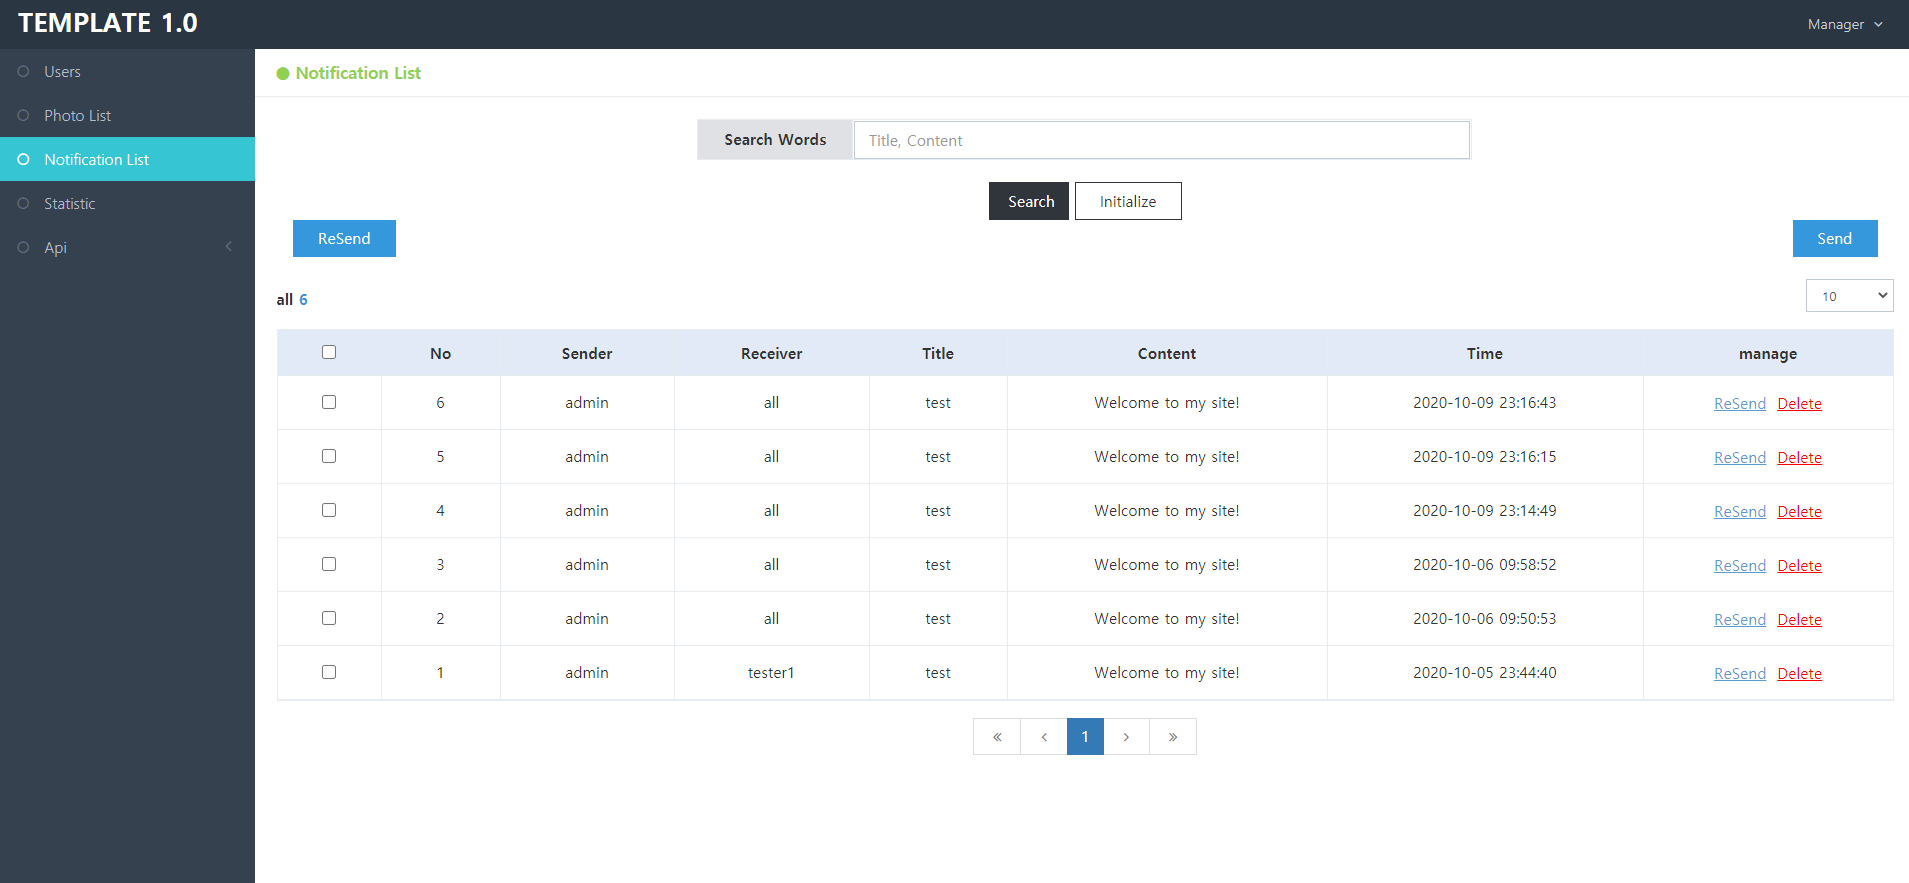 TEMPLATE 1.0
Manager
Users
Photo List
Notification List
Statistic
Api
Notification List
Search Words Title, Content
Search Initialize
ReSend Send
all 6 10
No Sender Receiver Title Content Time manage
6 admin all test Welcome to my site! 2020-10-09 23:16:43 ReSend Delete
5 admin all test Welcome to my site! 2020-10-09 23:16:15 ReSend Delete
4 admin all test Welcome to my site! 2020-10-09 23:14:49 ReSend Delete
3 admin all test Welcome to my site! 2020-10-06 09:58:52 ReSend Delete
2 admin all test Welcome to my site! 2020-10-06 09:50:53 ReSend Delete
1 admin tester1 test Welcome to my site! 2020-10-05 23:44:40 ReSend Delete
« ‹ 1 › »